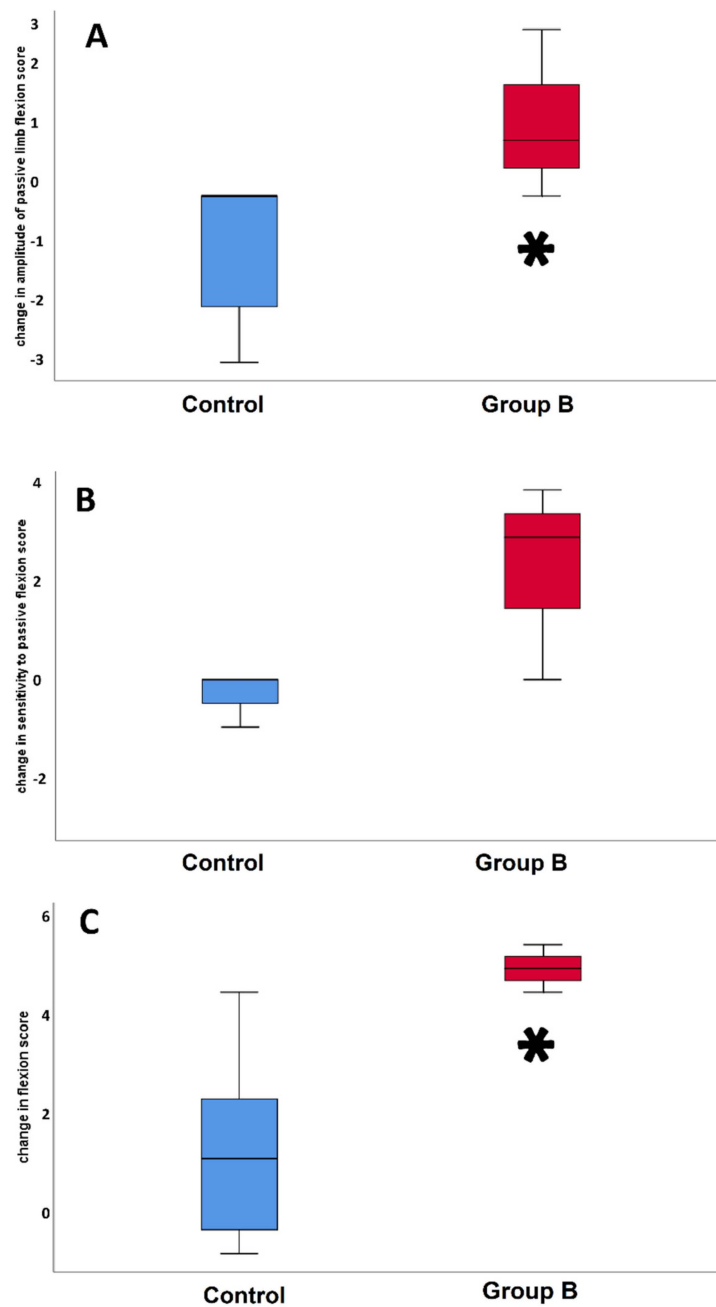 A
change in amplitude of passive limb flexion score
3
2
1
0
-1
-2
-3
*
Control Group B
B
change in sensitivity to passive flexion score
4
2
0
-2
Control Group B
C
change in flexion score
6
4
2
0
*
Control Group B